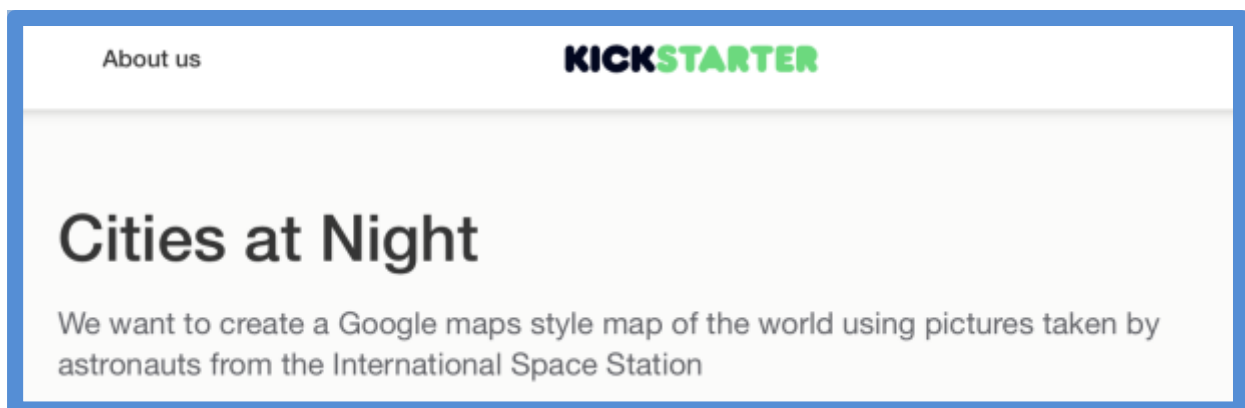 About us
KICKSTARTER
Cities at Night
We want to create a Google maps style map of the world using pictures taken by
astronauts from the International Space Station